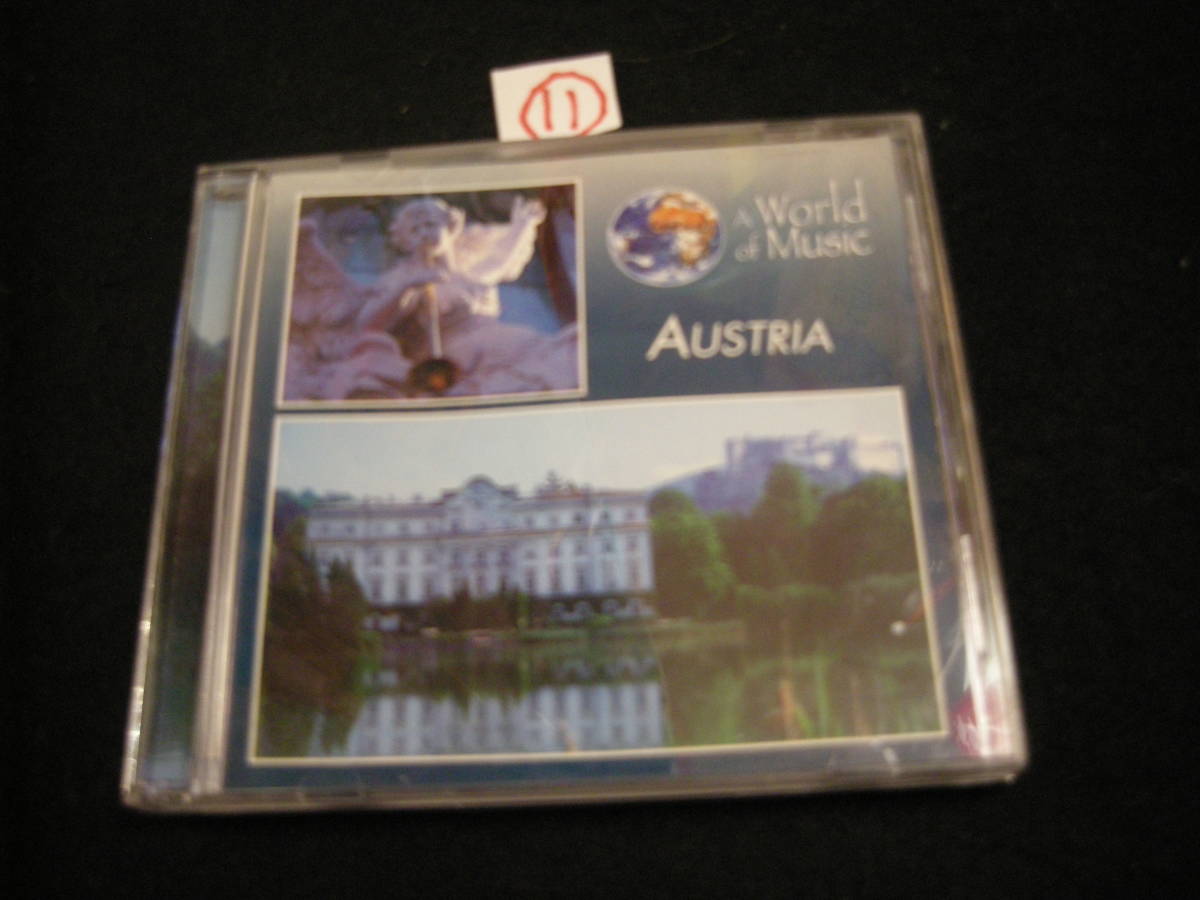 11
A World
of Music
AUSTRIA